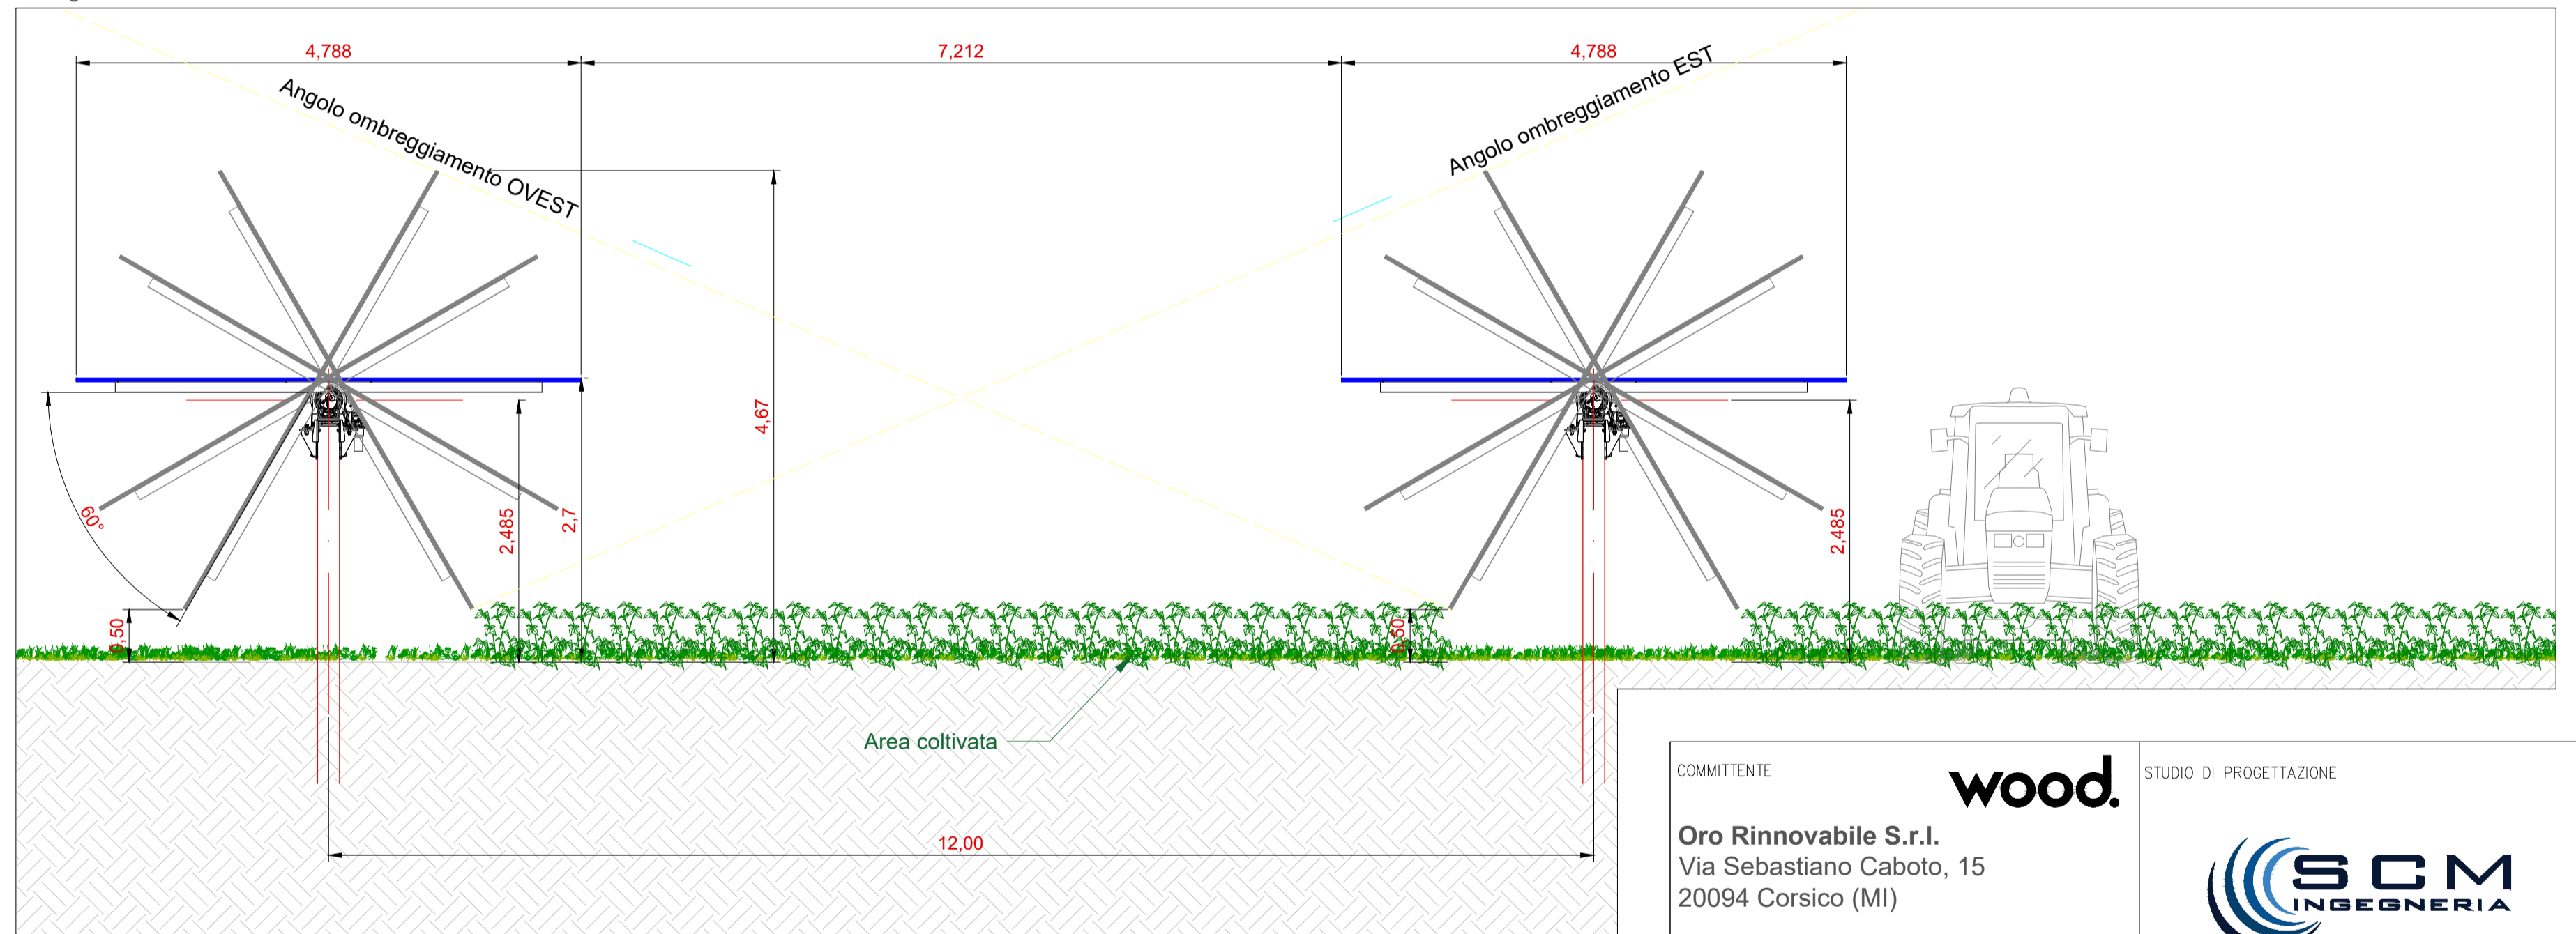 4,788
7,212
4,788
Angolo ombreggiamento OVEST
Angolo ombreggiamento EST
4,67
60°
2,485
2,7
2,485
0,50
0,50
Area coltivata
12,00
COMMITTENTE
wood.
Oro Rinnovabile S.r.l.
Via Sebastiano Caboto, 15
20094 Corsico (MI)
STUDIO DI PROGETTAZIONE
SCM
INGEGNERIA